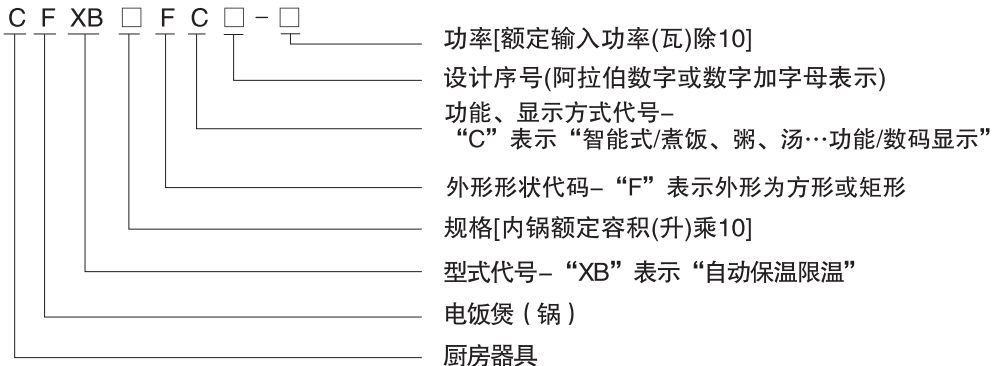 C F XB □ F C □ - □
功率[额定输入功率(瓦)除10]
设计序号(阿拉伯数字或数字加字母表示)
功能、显示方式代号–
“C”表示“智能式/煮饭、粥、汤…功能/数码显示”
外形形状代码–“F”表示外形为方形或矩形
规格[内锅额定容积(升)乘10]
型式代号–“XB”表示“自动保温限温”
电饭煲(锅)
厨房器具